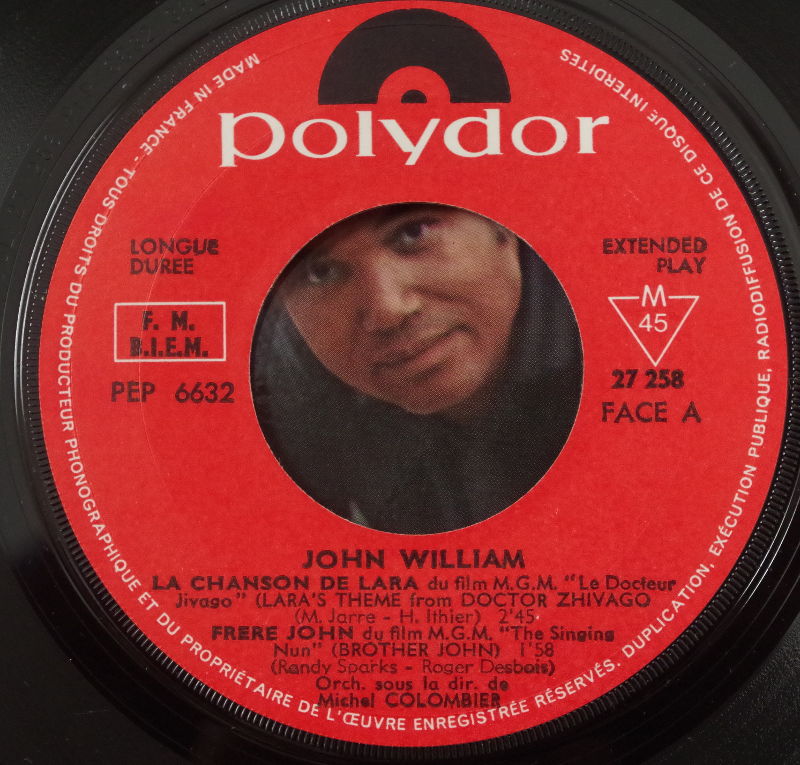 MADE IN FRANCE - TOUS DROITS DU PRODUCTEUR PHONOGRAPHIQUE ET DU PROPRIÉTAIRE DE L'ŒUVRE ENREGISTRÉE RÉSERVÉS. DUPLICATION, EXÉCUTION PUBLIQUE, RADIODIFFUSION DE CE DISQUE INTERDITES
polydor
LONGUE
DUREE
EXTENDED
PLAY
F. M.
B.I.E.M.
M
45
PEP 6632
27 258
FACE A
JOHN WILLIAM
LA CHANSON DE LARA du film M.G.M. "Le Docteur
Jivago" (LARA'S THEME from DOCTOR ZHIVAGO
(M. Jarre - H. Ithier) 2'45
FRERE JOHN du film M.G.M. "The Singing
Nun" (BROTHER JOHN) 1'58
(Randy Sparks - Roger Desbois)
Orch. sous la dir. de
Michel COLOMBIER